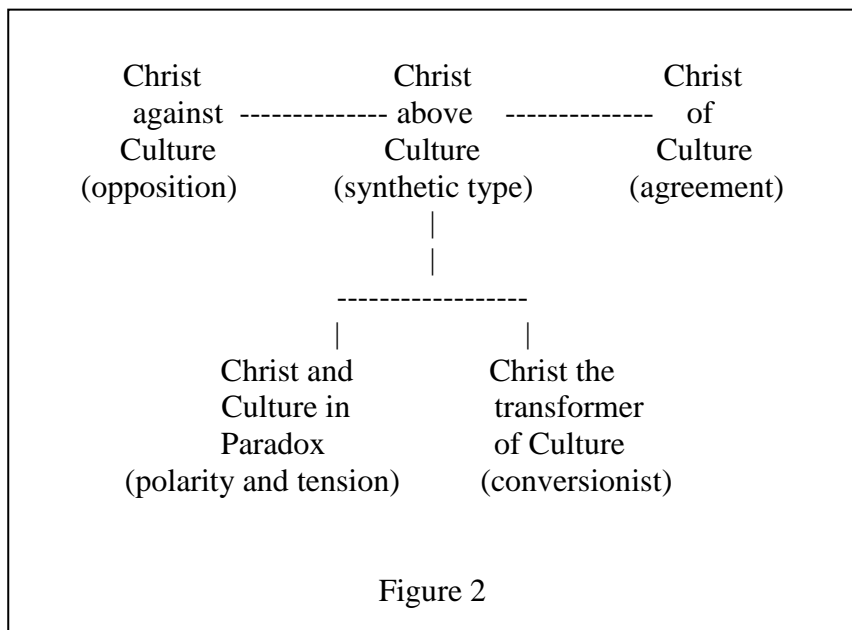 Christ Christ Christ
against -------------- above -------------- of
Culture Culture Culture
(opposition) (synthetic type) (agreement)
|
|
------------------
| |
Christ and Christ the
Culture in transformer
Paradox of Culture
(polarity and tension) (conversionist)
Figure 2